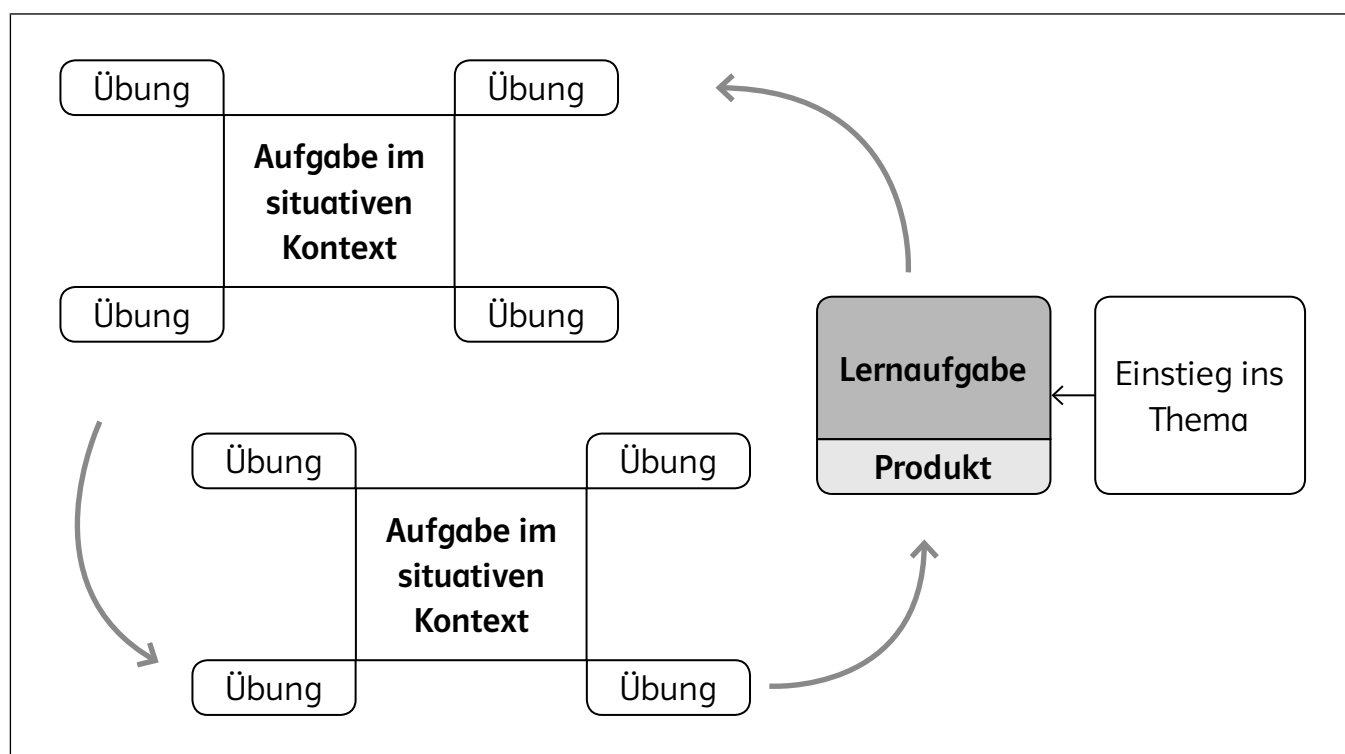 Übung
Übung
Aufgabe im
situativen
Kontext
Übung
Übung
Lernaufgabe
Produkt
Einstieg ins
Thema
Übung
Übung
Aufgabe im
situativen
Kontext
Übung
Übung